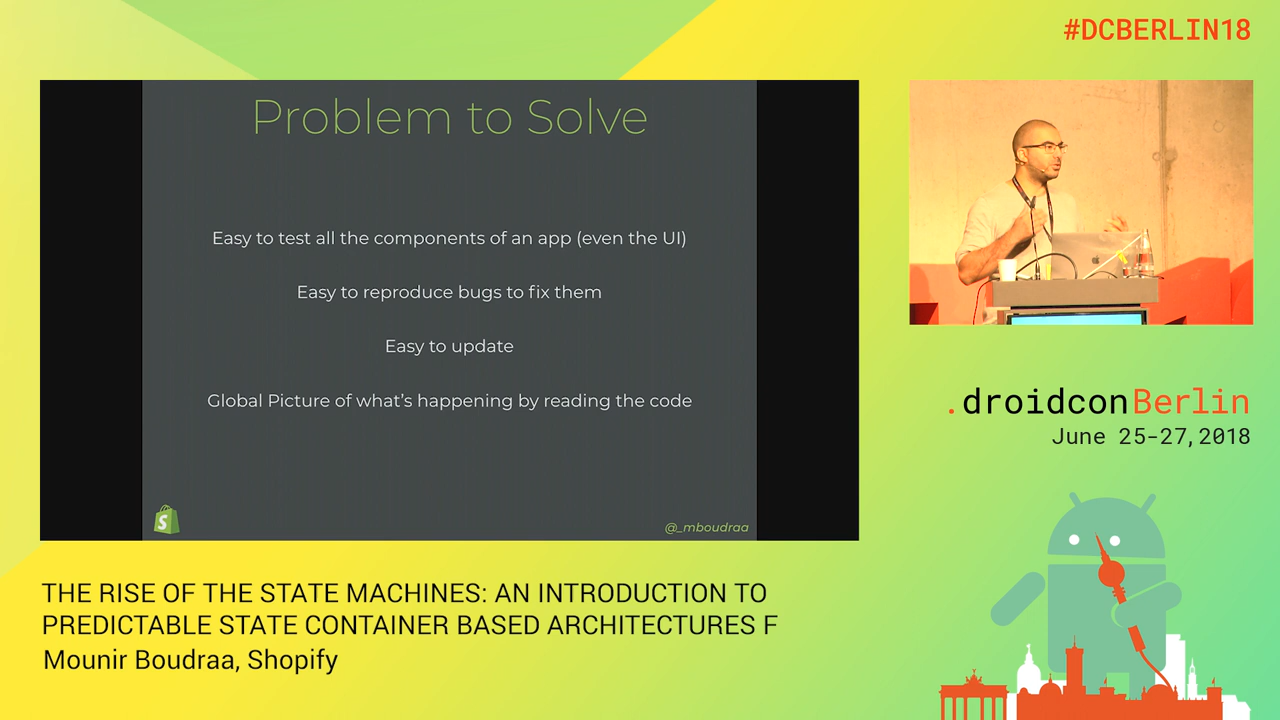 #DCBERLIN18
Problem to Solve
Easy to test all the components of an app (even the UI)
Easy to reproduce bugs to fix them
Easy to update
Global Picture of what's happening by reading the code
S
@_mboudraa
.droidconBerlin
June 25-27, 2018
THE RISE OF THE STATE MACHINES: AN INTRODUCTION TO
PREDICTABLE STATE CONTAINER BASED ARCHITECTURES F
Mounir Boudraa, Shopify